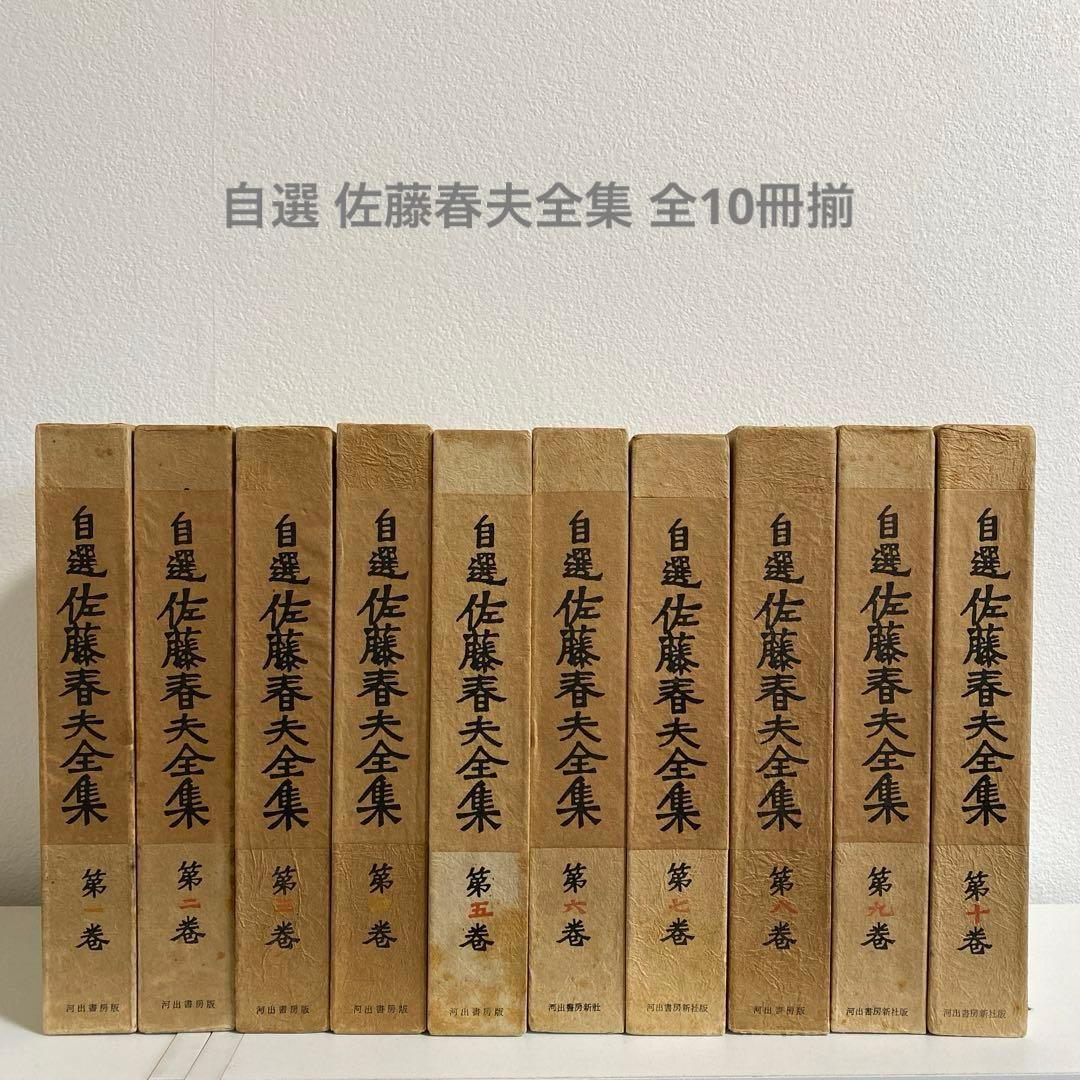 自選 佐藤春夫全集 全10冊揃
自選佐藤春夫全集
第一巻
河出書房版
自選佐藤春夫全集
第二巻
河出書房版
自選佐藤春夫全集
第三巻
河出書房版
自選佐藤春夫全集
第四巻
河出書房版
自選佐藤春夫全集
第五巻
河出書房版
自選佐藤春夫全集
第六巻
河出書房新社
自選佐藤春夫全集
第七巻
河出書房新社版
自選佐藤春夫全集
第八巻
河出書房版
自選佐藤春夫全集
第九巻
河出書房新社版
自選佐藤春夫全集
第十巻
河出書房新社版